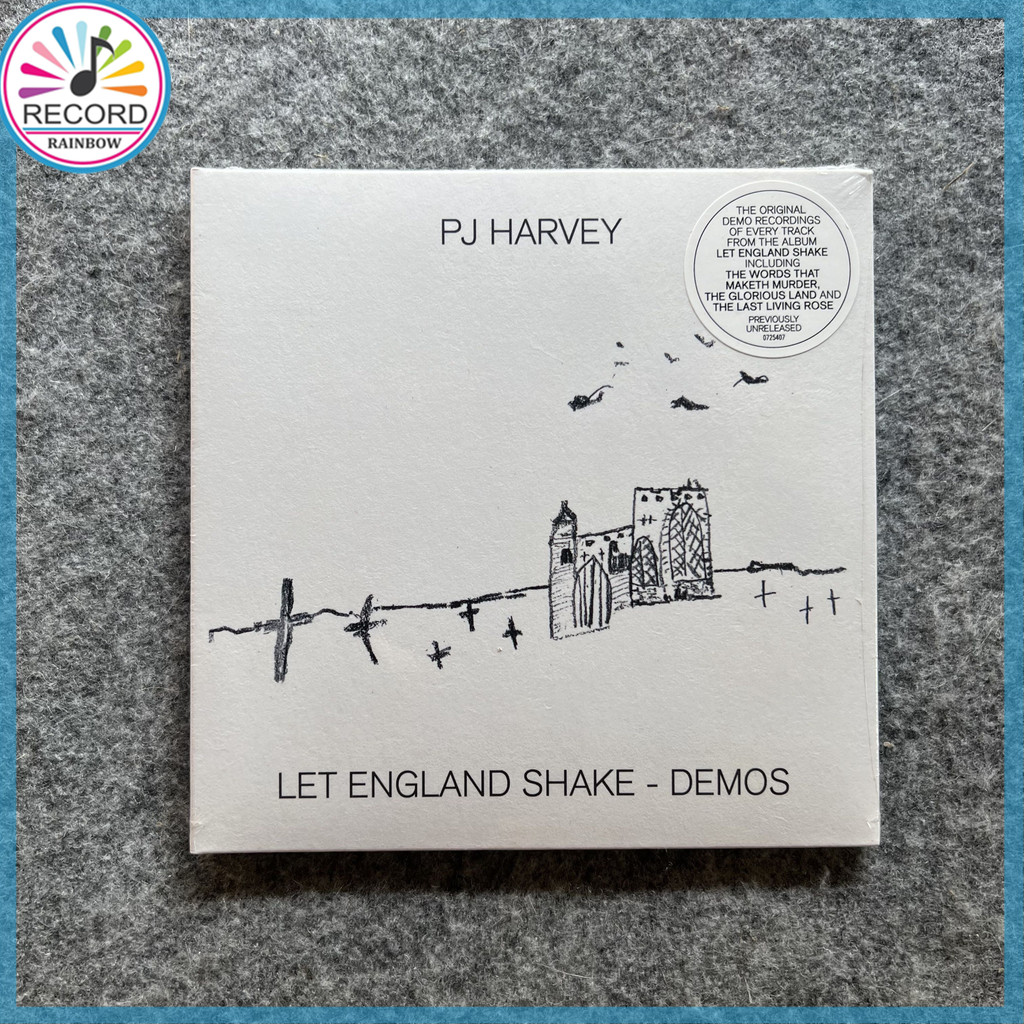 RECORD
RAINBOW
PJ HARVEY
THE ORIGINAL
DEMO RECORDINGS
OF EVERY TRACK
FROM THE ALBUM
LET ENGLAND SHAKE
INCLUDING
THE WORDS THAT
MAKETH MURDER,
THE GLORIOUS LAND AND
THE LAST LIVING ROSE
PREVIOUSLY
UNRELEASED
0725407
LET ENGLAND SHAKE - DEMOS